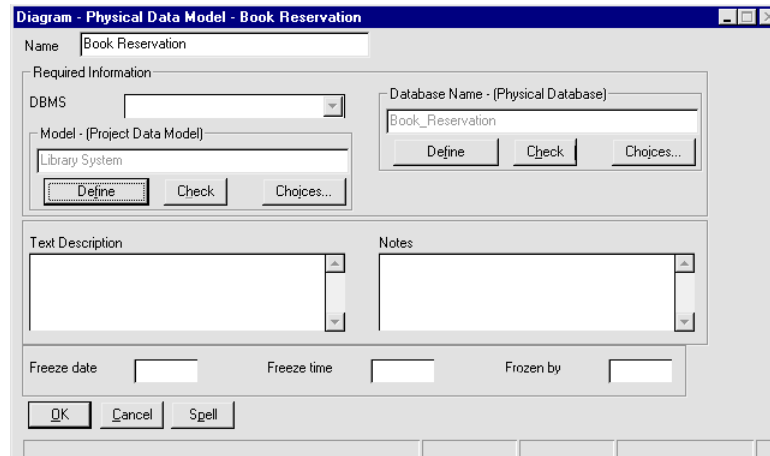 Diagram - Physical Data Model - Book Reservation
Name Book Reservation
Required Information
DBMS
Database Name - (Physical Database)
Book_Reservation
Define Check Choices...
Model - (Project Data Model)
Library System
Define Check Choices...
Text Description Notes
Freeze date Freeze time Frozen by
OK Cancel Spell